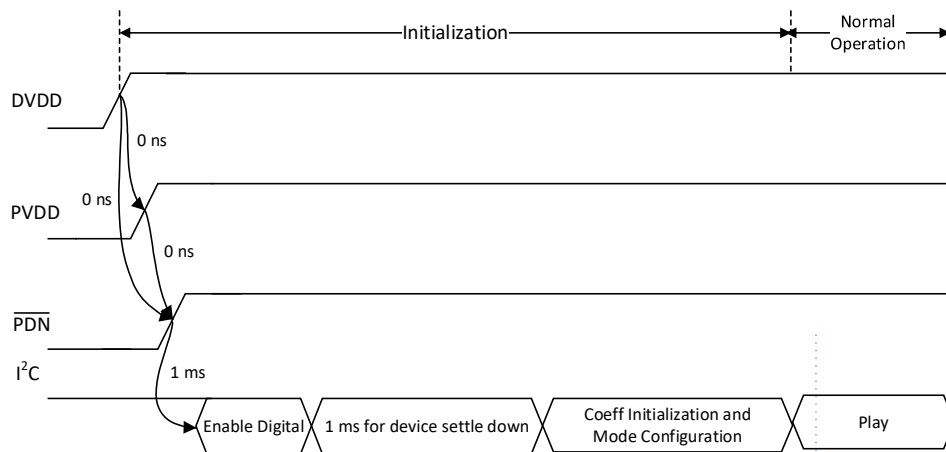 Initialization
Normal
Operation
DVDD
0 ns
0 ns
PVDD
0 ns
PDN
I²C
1 ms
Enable Digital
1 ms for device settle down
Coeff Initialization and
Mode Configuration
Play